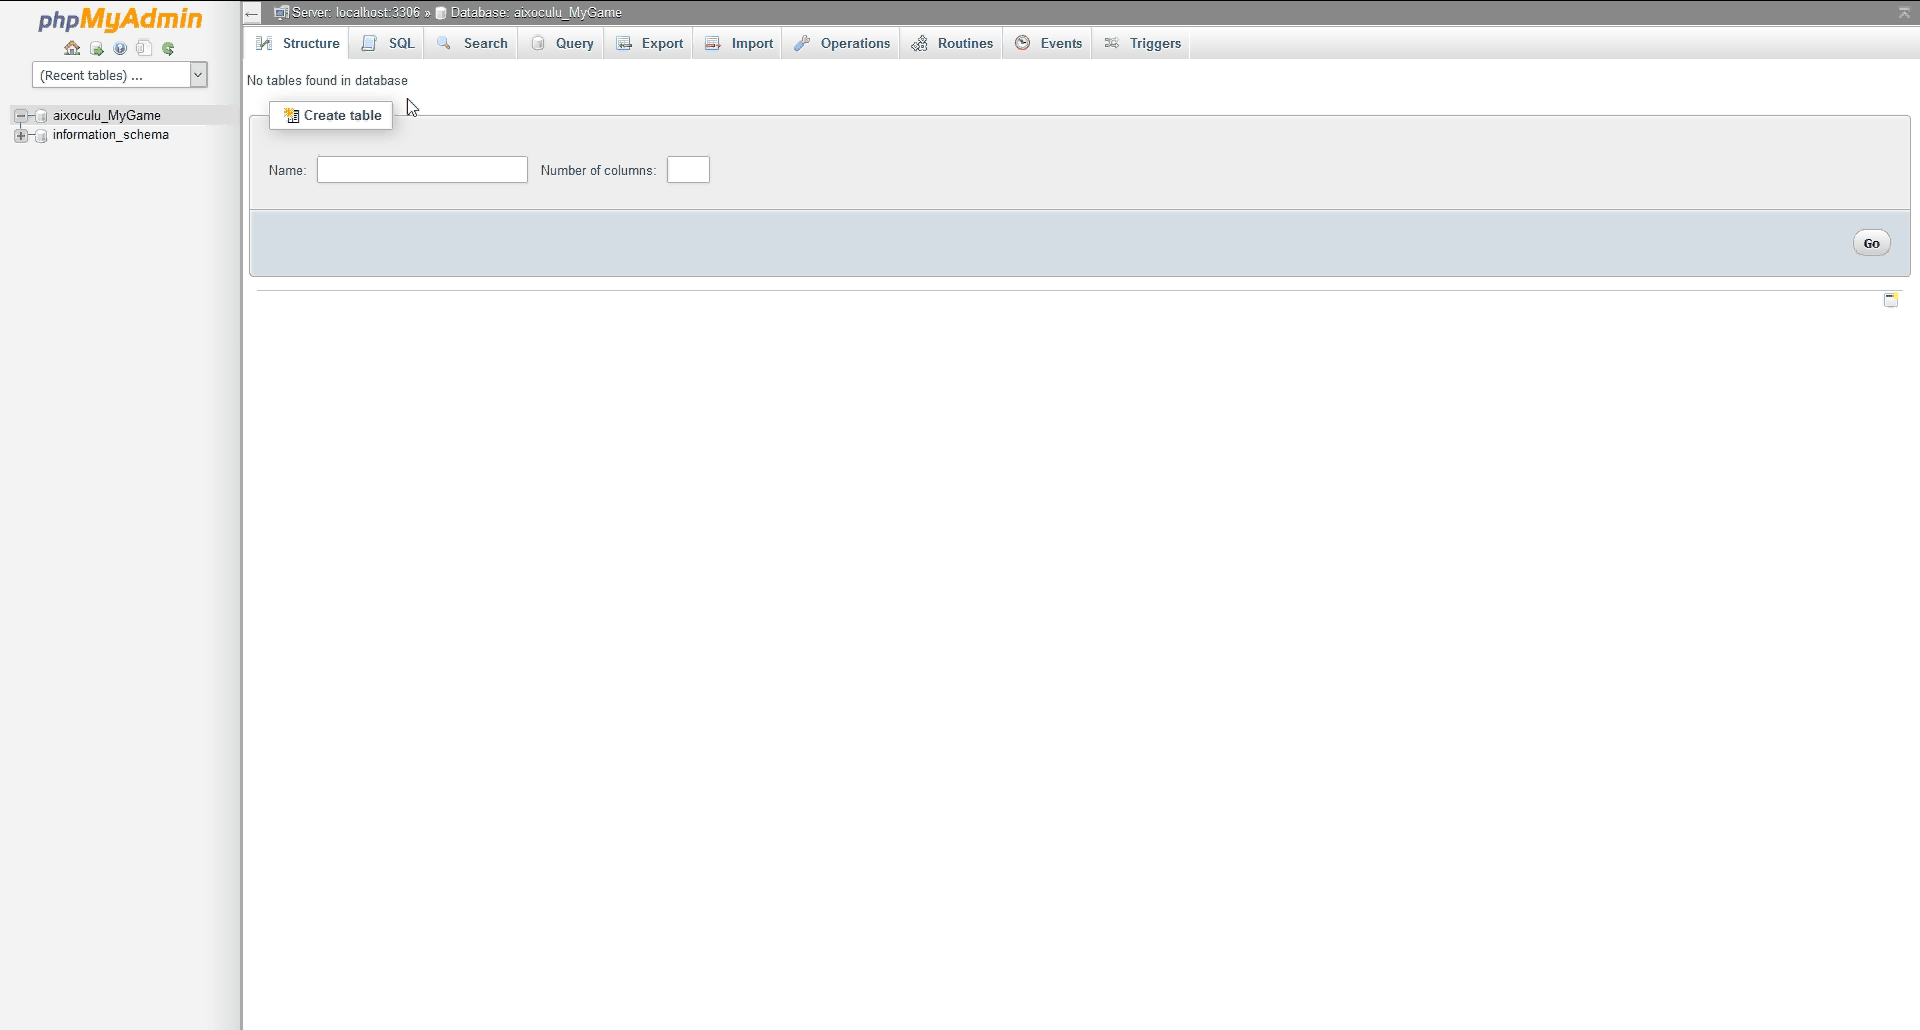 phpMyAdmin
Server: localhost:3306 » Database: aixoculu_MyGame
Structure SQL Search Query Export Import Operations Routines Events Triggers
(Recent tables) ...
aixoculu_MyGame
information_schema
No tables found in database
Create table
Name: Number of columns:
Go